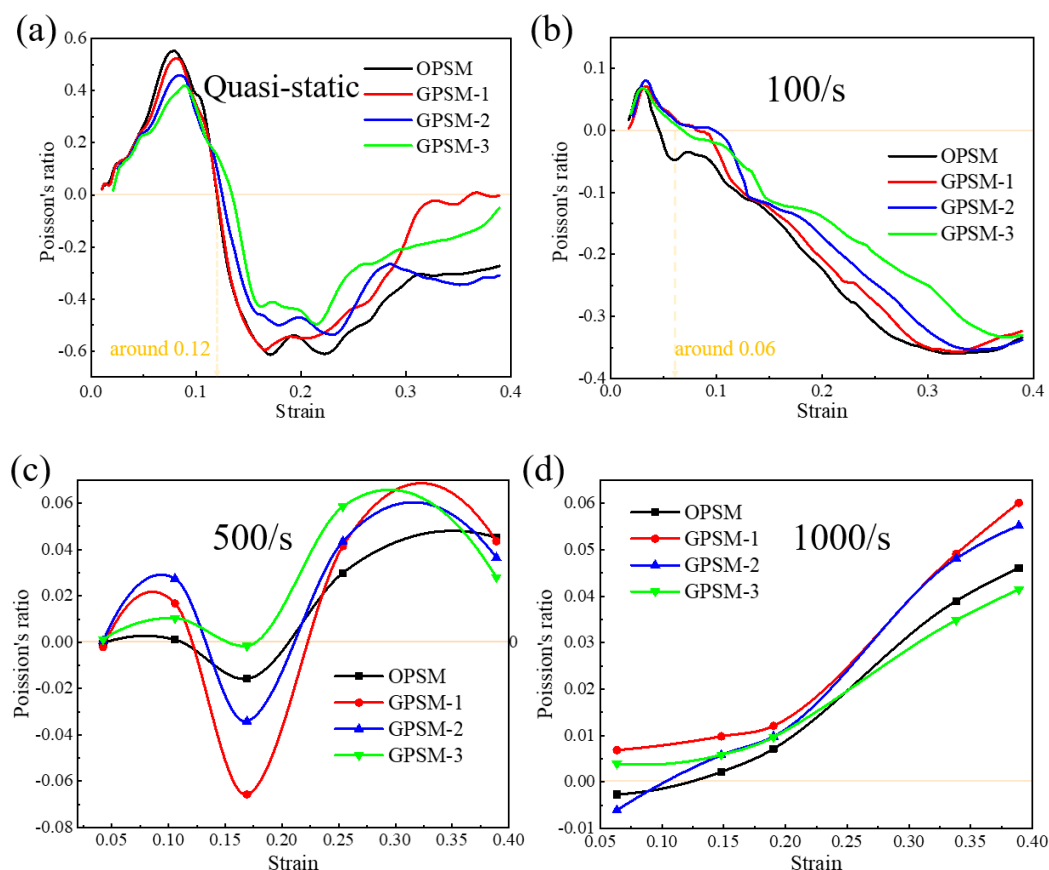 (a)
0.6
0.4
0.2
0.0
-0.2
-0.4
-0.6
Poisson's ratio
Quasi-static
OPSM
GPSM-1
GPSM-2
GPSM-3
around 0.12
0.0
0.1
0.2
0.3
0.4
Strain
(b)
0.1
0.0
-0.1
-0.2
-0.3
-0.4
Poisson's ratio
100/s
OPSM
GPSM-1
GPSM-2
GPSM-3
around 0.06
0.0
0.1
0.2
0.3
0.4
Strain
(c)
0.06
0.04
0.02
0.00
-0.02
-0.04
-0.06
-0.08
Poission's ratio
500/s
0
OPSM
GPSM-1
GPSM-2
GPSM-3
0.05
0.10
0.15
0.20
0.25
0.30
0.35
0.40
Strain
(d)
0.06
0.05
0.04
0.03
0.02
0.01
0.00
-0.01
Poission's ratio
OPSM
GPSM-1
GPSM-2
GPSM-3
1000/s
0.05
0.10
0.15
0.20
0.25
0.30
0.35
0.40
Strain